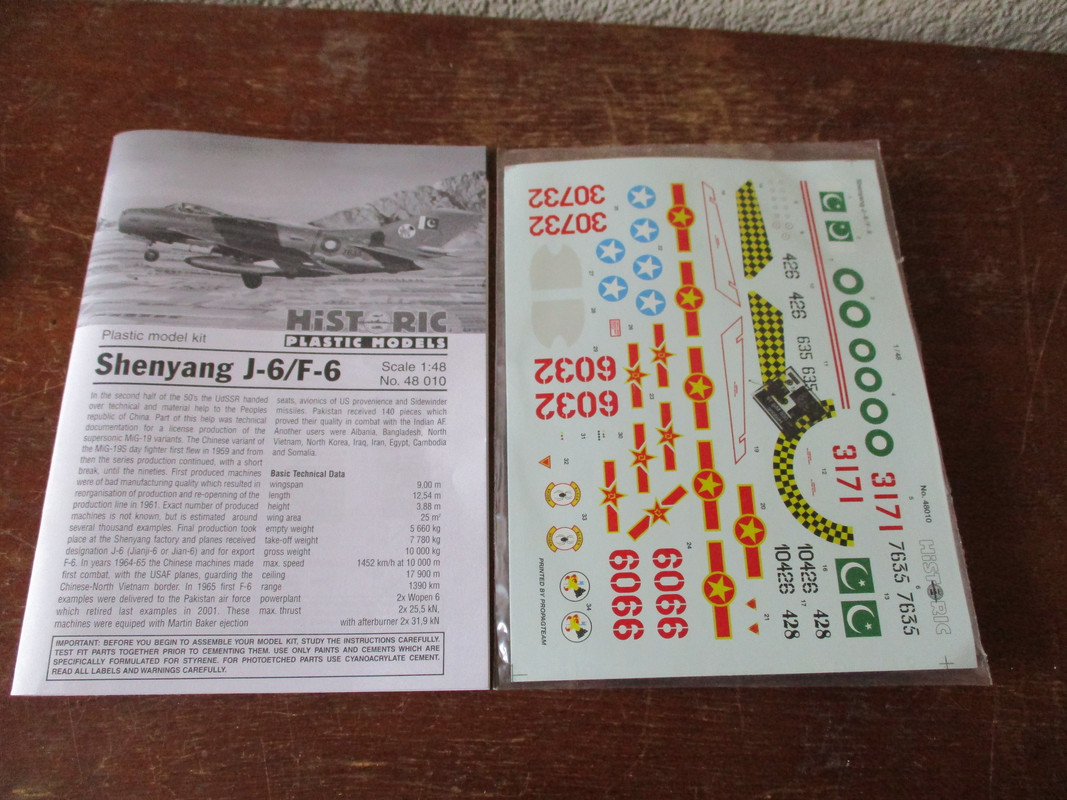 HiSTORIC
PLASTIC MODELS
Plastic model kit
Shenyang J-6/F-6
Scale 1:48
No. 48 010
In the second half of the 50's the UdSSR handed
over technical and material help to the Peoples
republic of China. Part of this help was technical
documentation for a license production of the
supersonic MiG-19 variants. The Chinese variant of
the MiG-19S day fighter first flew in 1959 and from
then the series production continued, with a short
break, until the nineties. First produced machines
were of bad manufacturing quality which resulted in
reorganisation of production and re-openning of the
production line in 1961. Exact number of produced
machines is not known, but is estimated around
several thousand examples. Final production took
place at the Shenyang factory and planes received
designation J-6 (Jianji-6 or Jian-6) and for export
F-6. In years 1964-65 the Chinese machines made
first combat, with the USAF planes, guarding the
Chinese-North Vietnam border. In 1965 first F-6
examples were delivered to the Pakistan air force
which retired last examples in 2001. These
machines were equiped with Martin Baker ejection
seats, avionics of US provenience and Sidewinder
missiles. Pakistan received 140 pieces which
proved their quality in combat with the Indian AF.
Another users were Albania, Bangladesh, North
Vietnam, North Korea, Iraq, Iran, Egypt, Cambodia
and Somalia.
Basic Technical Data
wingspan 9,00 m
length 12,54 m
height 3,88 m
wing area 25 m²
empty weight 5 660 kg
take-off weight 7 780 kg
gross weight 10 000 kg
max. speed 1452 km/h at 10 000 m
ceiling 17 900 m
range 1390 km
powerplant 2x Wopen 6
max. thrust 2x 25,5 kN,
with afterburner 2x 31,9 kN
IMPORTANT: BEFORE YOU BEGIN TO ASSEMBLE YOUR MODEL KIT, STUDY THE INSTRUCTIONS CAREFULLY.
TEST FIT PARTS TOGETHER PRIOR TO CEMENTING THEM. USE ONLY PAINTS AND CEMENTS WHICH ARE
SPECIFICALLY FORMULATED FOR STYRENE. FOR PHOTOETCHED PARTS USE CYANOACRYLATE CEMENT.
READ ALL LABELS AND WARNINGS CAREFULLY.
30732
30732
6032
6032
6066
6066
426
426
635
635
3171
3171
10426
10426
428
428
7635
7635
Shenyang J-6/F-6
1/48
No. 48010
HiSTORIC
PRINTED BY PROPAGTEAM